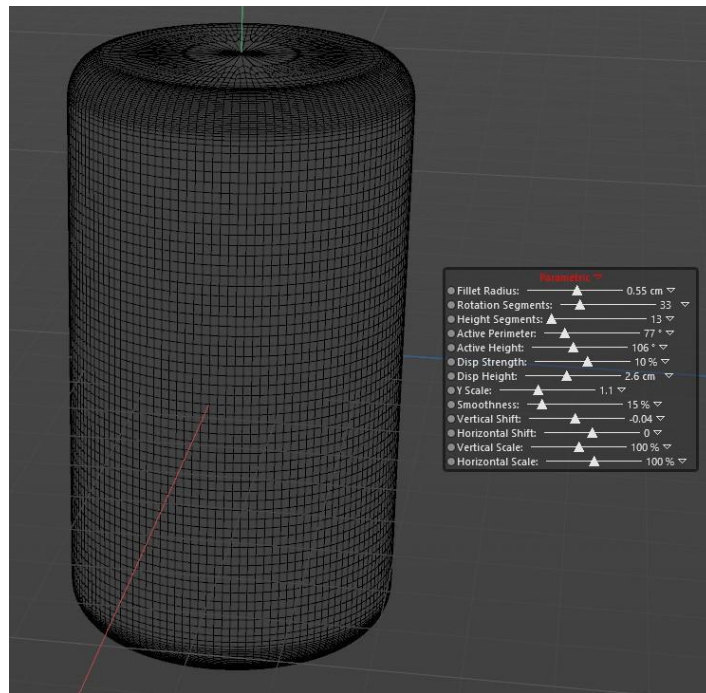 Parametric
Fillet Radius: 0.55 cm
Rotation Segments: 33
Height Segments: 13
Active Perimeter: 77 °
Active Height: 106 °
Disp Strength: 10 %
Disp Height: 2.6 cm
Y Scale: 1.1
Smoothness: 15 %
Vertical Shift: -0.04
Horizontal Shift: 0
Vertical Scale: 100 %
Horizontal Scale: 100 %